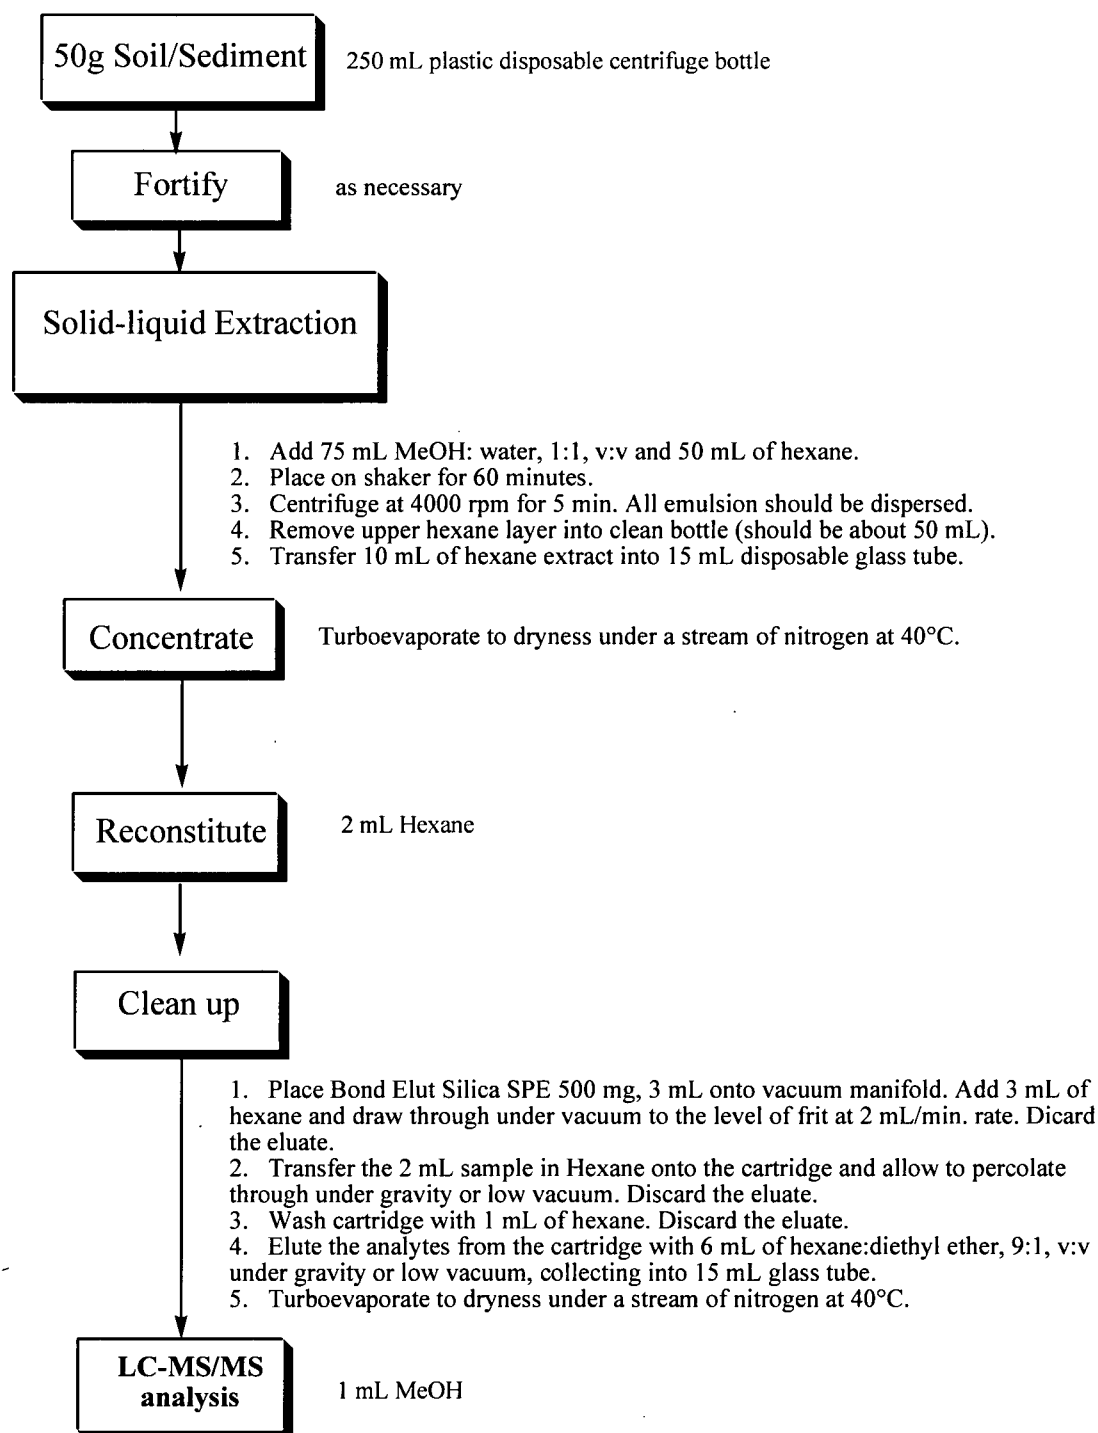 50g Soil/Sediment
250 mL plastic disposable centrifuge bottle
Fortify
as necessary
Solid-liquid Extraction
1. Add 75 mL MeOH: water, 1:1, v:v and 50 mL of hexane.
2. Place on shaker for 60 minutes.
3. Centrifuge at 4000 rpm for 5 min. All emulsion should be dispersed.
4. Remove upper hexane layer into clean bottle (should be about 50 mL).
5. Transfer 10 mL of hexane extract into 15 mL disposable glass tube.
Concentrate
Turboevaporate to dryness under a stream of nitrogen at 40°C.
Reconstitute
2 mL Hexane
Clean up
1. Place Bond Elut Silica SPE 500 mg, 3 mL onto vacuum manifold. Add 3 mL of
hexane and draw through under vacuum to the level of frit at 2 mL/min. rate. Dicard
the eluate.
2. Transfer the 2 mL sample in Hexane onto the cartridge and allow to percolate
through under gravity or low vacuum. Discard the eluate.
3. Wash cartridge with 1 mL of hexane. Discard the eluate.
4. Elute the analytes from the cartridge with 6 mL of hexane:diethyl ether, 9:1, v:v
under gravity or low vacuum, collecting into 15 mL glass tube.
5. Turboevaporate to dryness under a stream of nitrogen at 40°C.
LC-MS/MS
analysis
1 mL MeOH